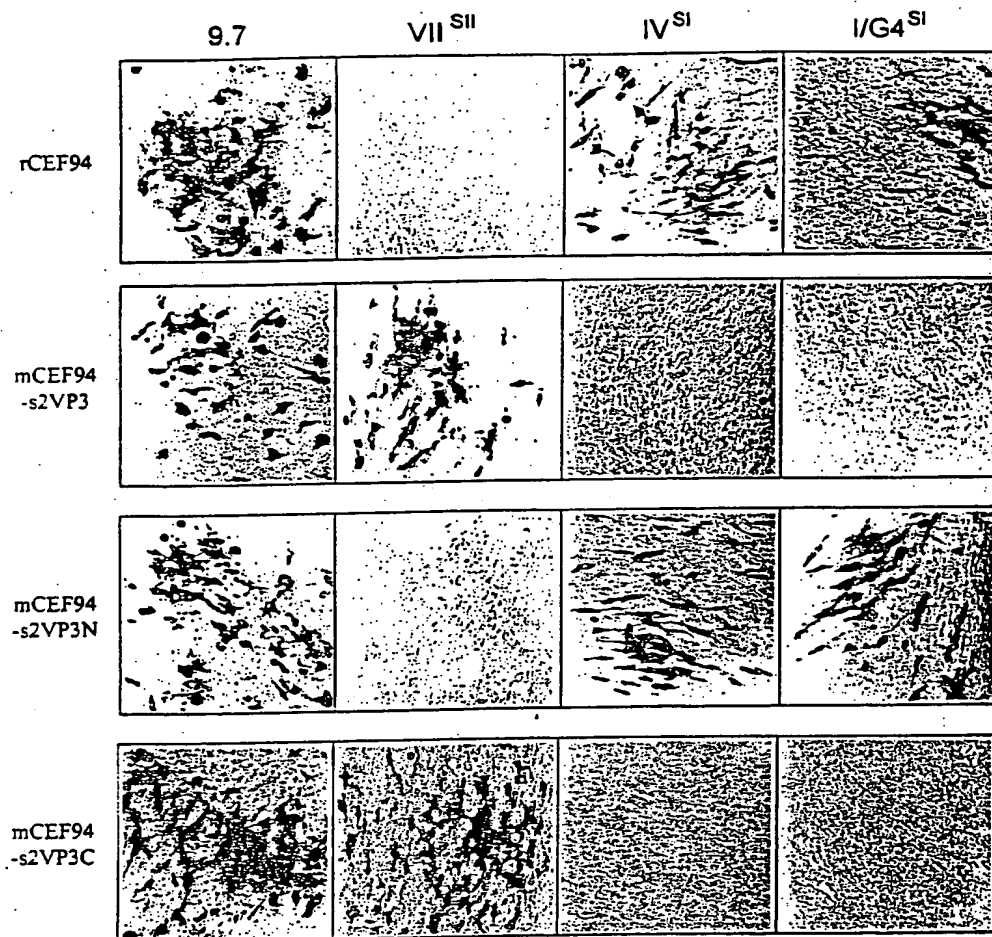 9.7 VII SII IV SI I/G4 SI
rCEF94
mCEF94
-s2VP3
mCEF94
-s2VP3N
mCEF94
-s2VP3C